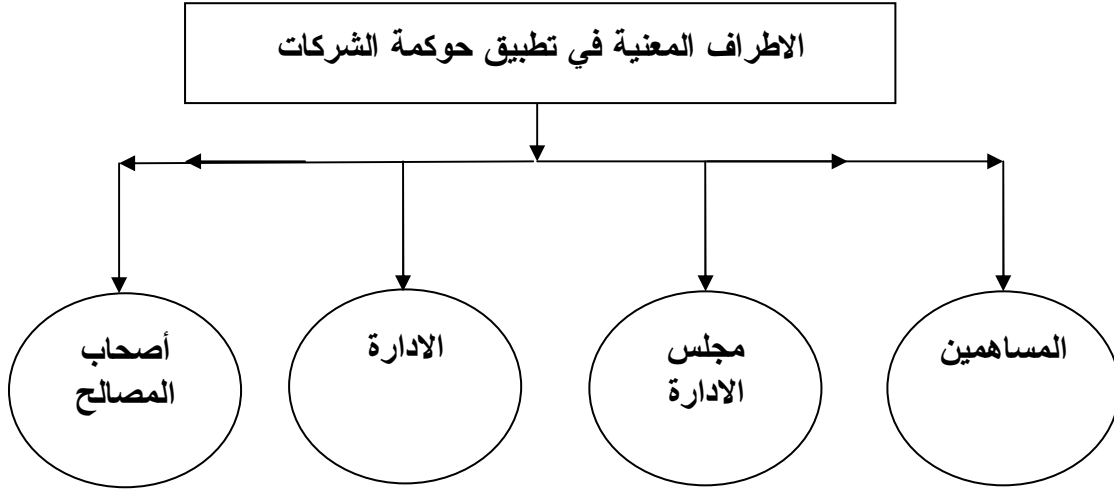 الاطراف المعنية في تطبيق حوكمة الشركات
المساهمين
مجلس
الادارة
الادارة
أصحاب
المصالح